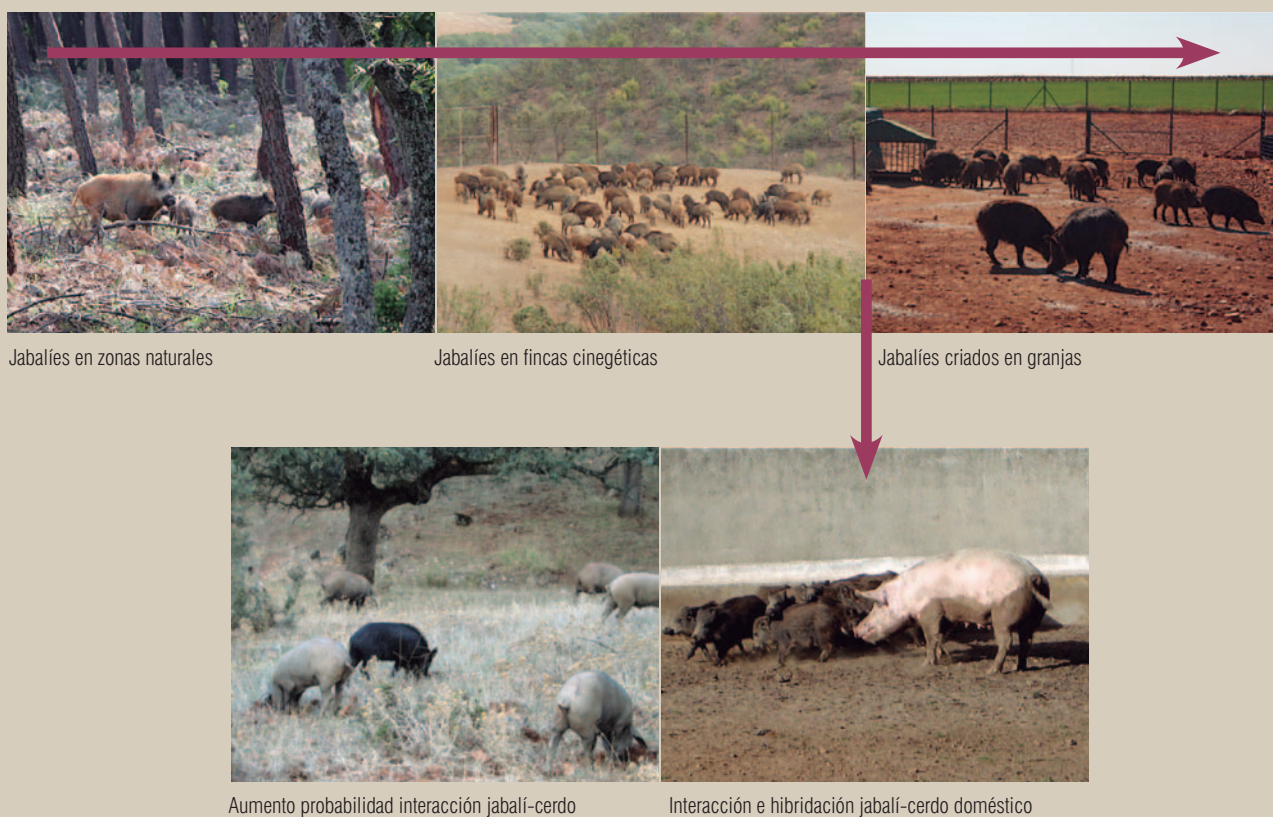 Jabalíes en zonas naturales
Jabalíes en fincas cinegéticas
Jabalíes criados en granjas
Aumento probabilidad interacción jabalí-cerdo
Interacción e hibridación jabalí-cerdo doméstico